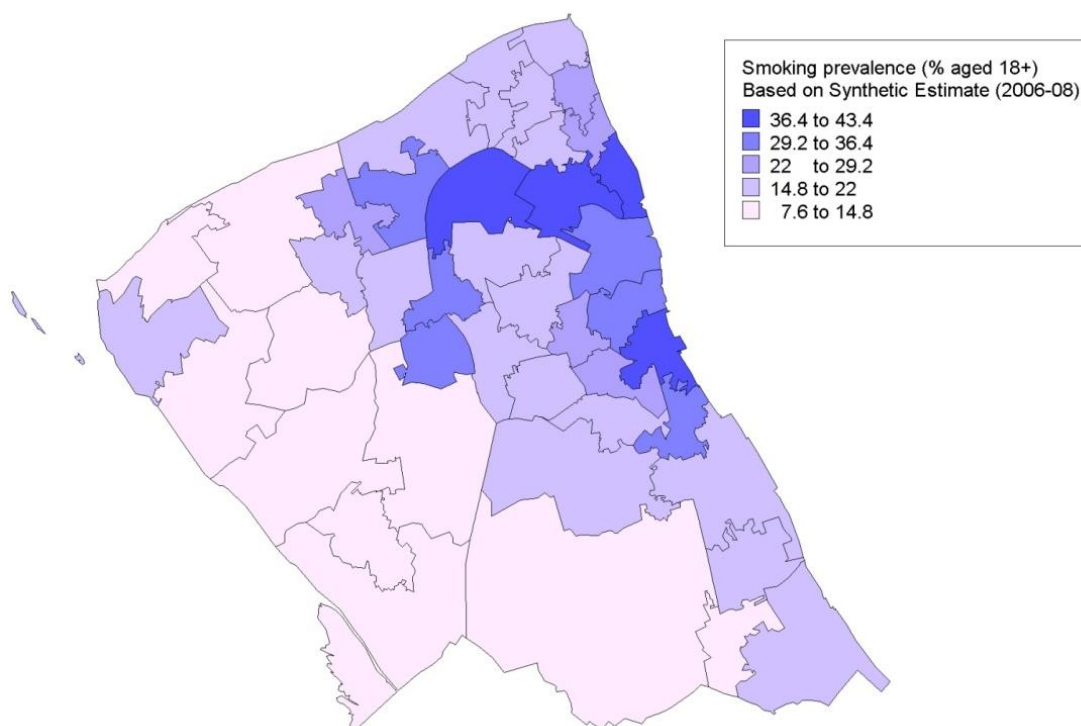 Smoking prevalence (% aged 18+)
Based on Synthetic Estimate (2006-08)
36.4 to 43.4
29.2 to 36.4
22 to 29.2
14.8 to 22
7.6 to 14.8